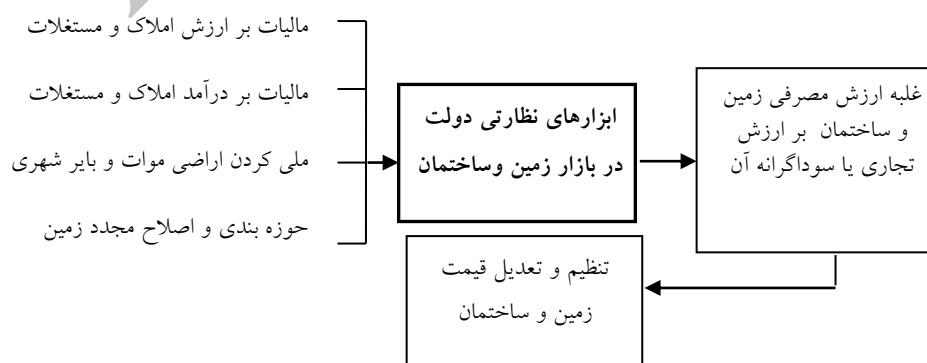 مالیات بر ارزش املاک و مستغلات
مالیات بر درآمد املاک و مستغلات
ملی کردن اراضی موات و بایر شهری
حوزه بندی و اصلاح مجدد زمین
ابزارهای نظارتی دولت
در بازار زمین وساختمان
غلبه ارزش مصرفی زمین
و ساختمان بر ارزش
تجاری یا سوداگرانه آن
تنظیم و تعدیل قیمت
زمین و ساختمان